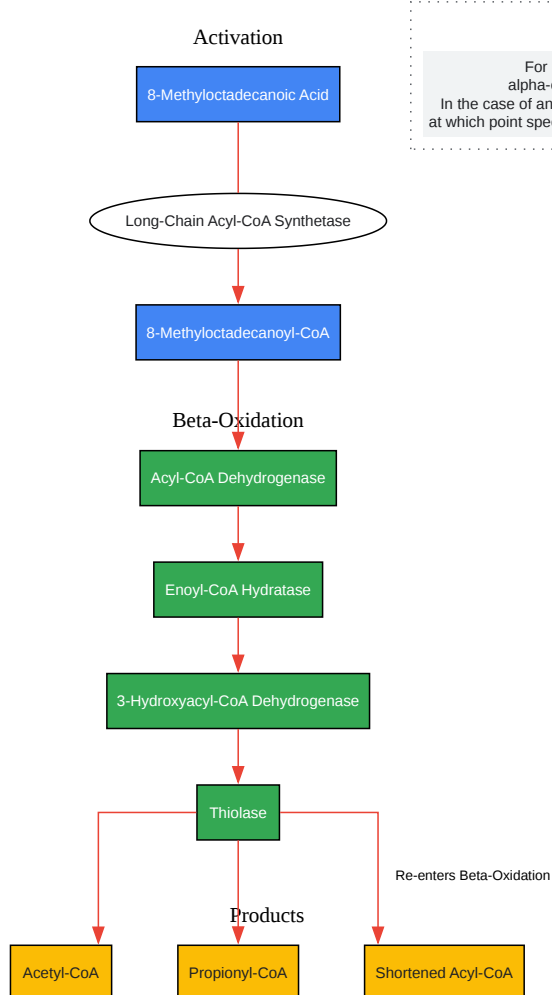 Activation
8-Methyloctadecanoic Acid
For
alpha-
In the case of an
at which point spe
Long-Chain Acyl-CoA Synthetase
8-Methyloctadecanoyl-CoA
Beta-Oxidation
Acyl-CoA Dehydrogenase
Enoyl-CoA Hydratase
3-Hydroxyacyl-CoA Dehydrogenase
Thiolase
Re-enters Beta-Oxidation
Products
Acetyl-CoA
Propionyl-CoA
Shortened Acyl-CoA